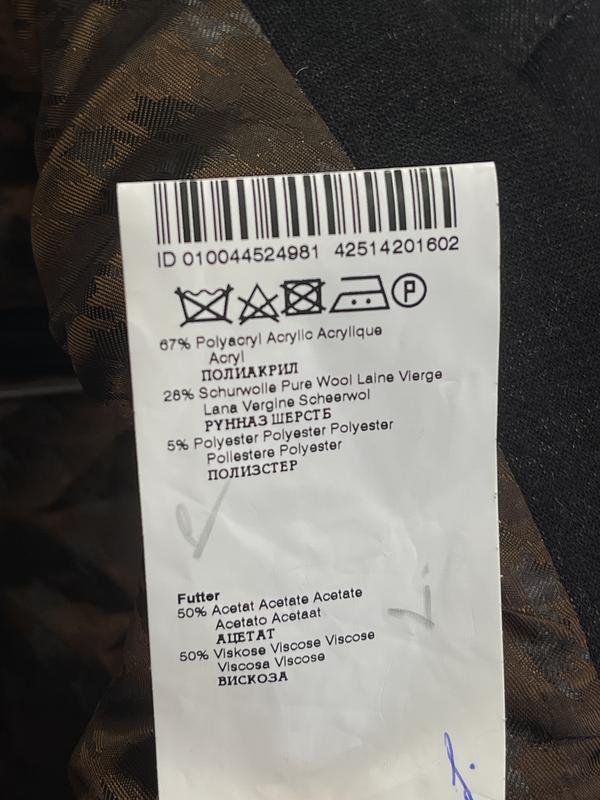 ID 010044524981 42514201602
P
67% Polyacryl Acrylic Acrylique
Acryl
ПОЛИАКРИЛ
28% Schurwolle Pure Wool Laine Vierge
Lana Vergine Scheerwol
РУННАЗ ШЕРСТБ
5% Polyester Polyester Polyester
Poliestere Polyester
ПОЛИЗСТЕР
Futter
50% Acetat Acetate Acetate
Acetato Acetaat
АЦЕТАТ
50% Viskose Viscose Viscose
Viscosa Viscose
ВИСКОЗА